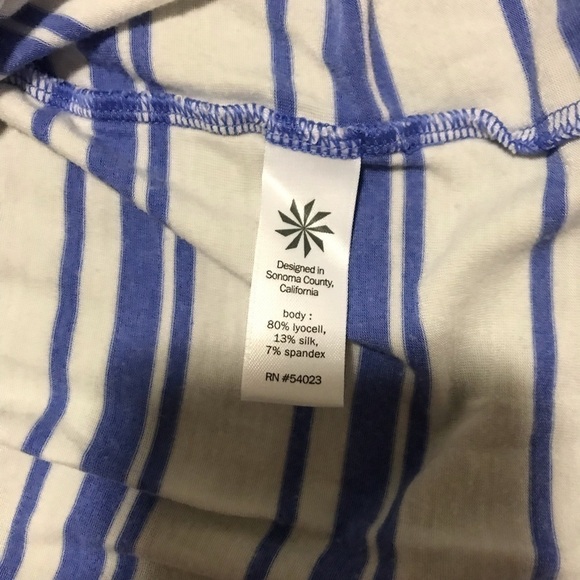 Designed in
Sonoma County,
California
body :
80% lyocell,
13% silk,
7% spandex
RN #54023